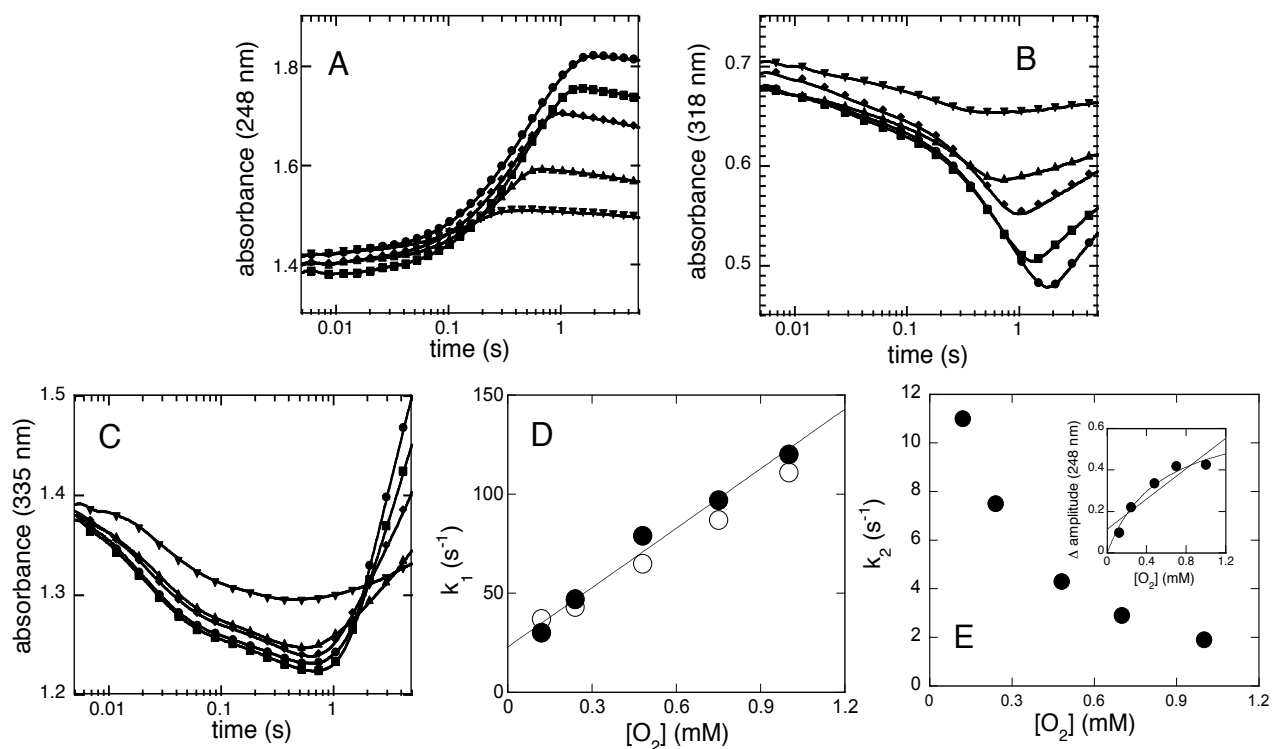 A
absorbance (248 nm)
1.8
1.6
1.4
0.01
0.1
1
time (s)
B
absorbance (318 nm)
0.7
0.6
0.5
0.01
0.1
1
time (s)
C
absorbance (335 nm)
1.5
1.4
1.3
1.2
0.01
0.1
1
time (s)
D
k₁ (s⁻¹)
150
100
50
0
0
0.3
0.6
0.9
1.2
[O₂] (mM)
E
k₂ (s⁻¹)
12
10
8
6
4
2
0
0
0.3
0.6
0.9
1.2
[O₂] (mM)
Δ amplitude (248 nm)
0.6
0.4
0.2
0
0
0.4
0.8
1.2
[O₂] (mM)